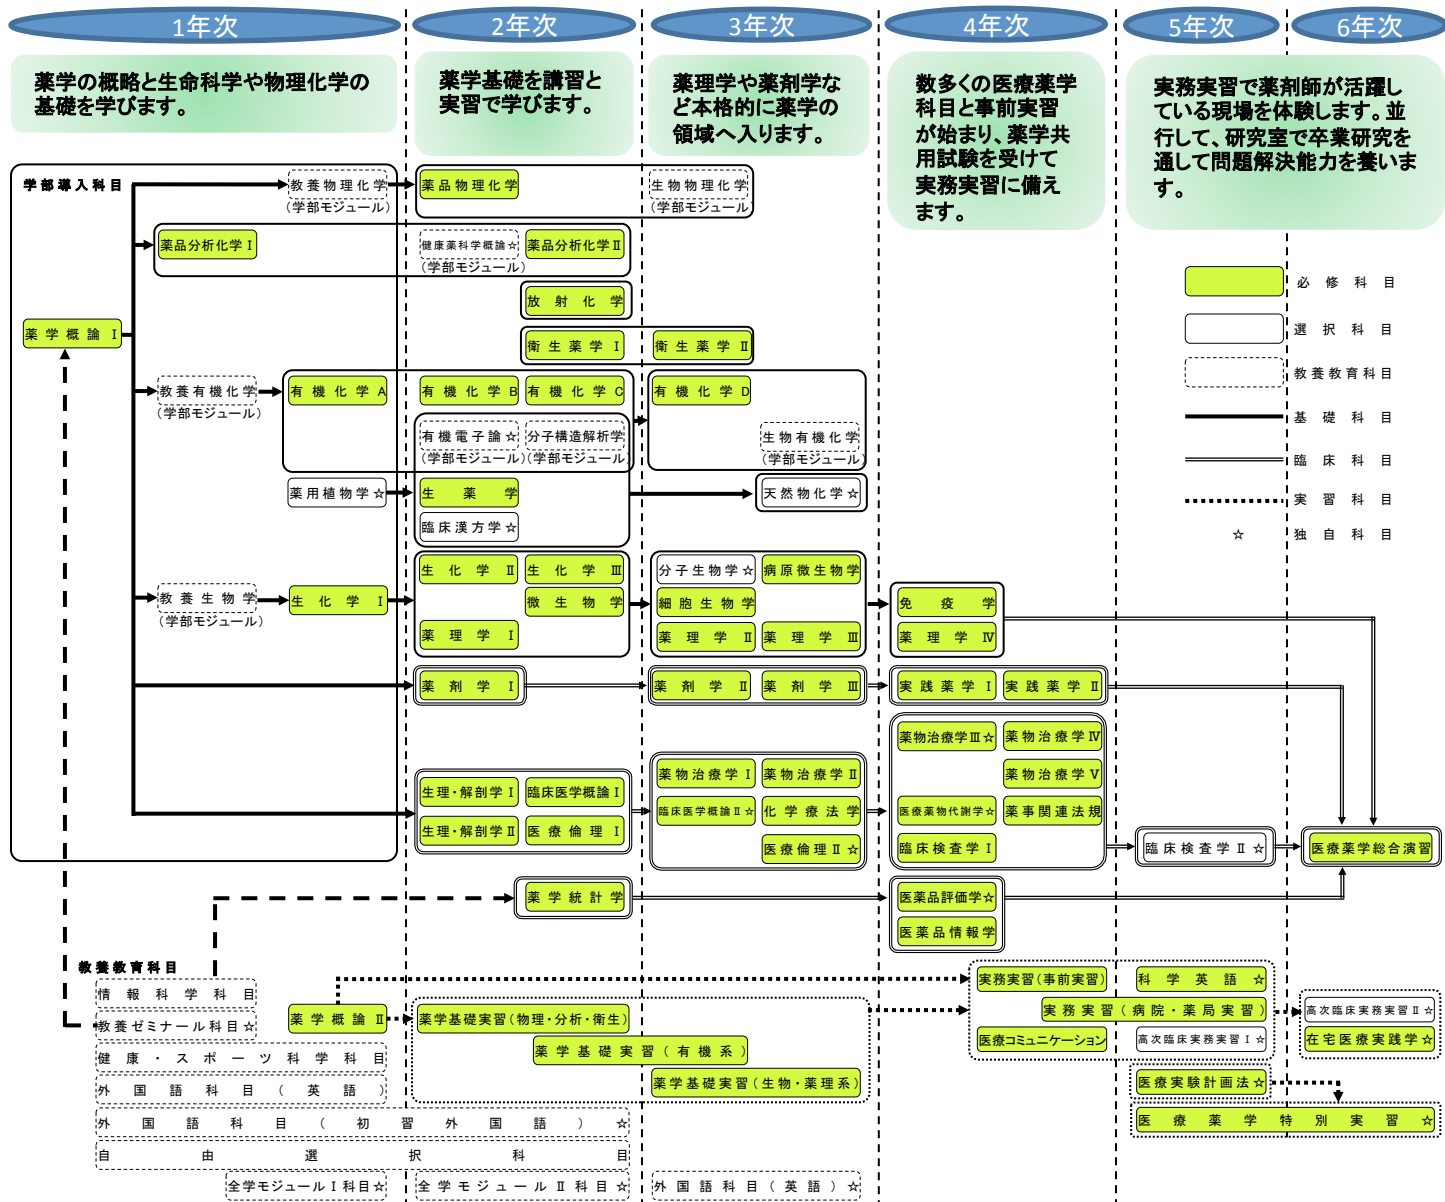 1年次
2年次
3年次
4年次
5年次
6年次
薬学の概略と生命科学や物理化学の
基礎を学びます。
薬学基礎を講習と
実習で学びます。
薬理学や薬剤学な
ど本格的に薬学の
領域へ入ります。
数多くの医療薬学
科目と事前実習
が始まり、薬学共
用試験を受けて
実務実習に備え
ます。
実務実習で薬剤師が活躍し
ている現場を体験します。並
行して、研究室で卒業研究を
通して問題解決能力を養いま
す。
学部導入科目
教養物理化学
(学部モジュール)
薬品物理化学
生物物理化学
(学部モジュール)
薬品分析化学Ⅰ
健康薬科学概論☆
(学部モジュール)
薬品分析化学Ⅱ
放射化学
薬学概論Ⅰ
衛生薬学Ⅰ
衛生薬学Ⅱ
教養有機化学
(学部モジュール)
有機化学A
有機化学B
有機化学C
有機化学D
有機電子論☆
(学部モジュール)
分子構造解析学
(学部モジュール)
生物有機化学
(学部モジュール)
薬用植物学☆
生薬学
天然物化学☆
臨床漢方学☆
必修科目
選択科目
教養教育科目
基礎科目
臨床科目
実習科目
☆
独自科目
教養生物学
(学部モジュール)
生化学Ⅰ
生化学Ⅱ
生化学Ⅲ
微生物学
薬理学Ⅰ
分子生物学☆
病原微生物学
細胞生物学
薬理学Ⅱ
薬理学Ⅲ
免疫学
薬理学Ⅳ
薬剤学Ⅰ
薬剤学Ⅱ
薬剤学Ⅲ
実践薬学Ⅰ
実践薬学Ⅱ
生理・解剖学Ⅰ
臨床医学概論Ⅰ
生理・解剖学Ⅱ
医療倫理Ⅰ
薬物治療学Ⅰ
薬物治療学Ⅱ
臨床医学概論Ⅱ☆
化学療法学
医療倫理Ⅱ☆
薬物治療学Ⅲ☆
薬物治療学Ⅳ
薬物治療学Ⅴ
医療薬物代謝学☆
薬事関連法規
臨床検査学Ⅰ
臨床検査学Ⅱ☆
医療薬学総合演習
薬学統計学
医薬品評価学☆
医薬品情報学
教養教育科目
情報科学科目
教養ゼミナール科目☆
健康・スポーツ科学科目
外国語科目(英語)
外国語科目(初習外国語)☆
自由選択科目
全学モジュールⅠ科目☆
全学モジュールⅡ科目☆
外国語科目(英語)☆
薬学概論Ⅱ
薬学基礎実習(物理・分析・衛生)
薬学基礎実習(有機系)
薬学基礎実習(生物・薬理系)
実務実習(事前実習)
科学英語☆
実務実習(病院・薬局実習)
医療コミュニケーション
高次臨床実務実習Ⅰ☆
高次臨床実務実習Ⅱ☆
在宅医療実践学☆
医療実験計画法☆
医療薬学特別実習☆